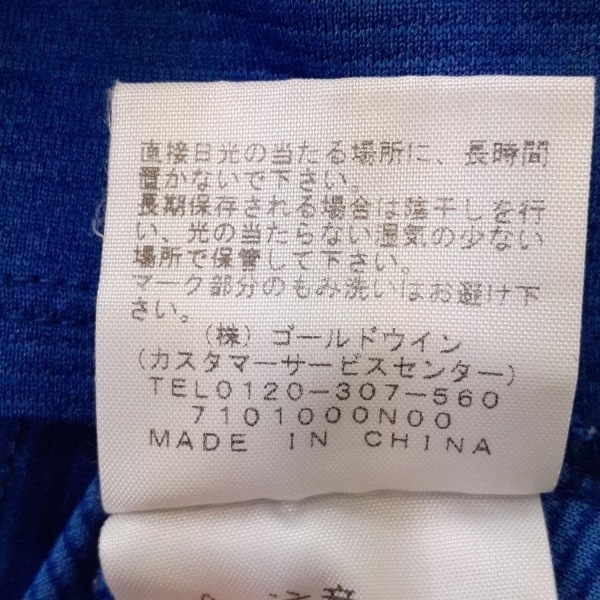 直接日光の当たる場所に、長時間
置かないで下さい。
長期保存される場合は陰干しを行
い、光の当たらない湿気の少ない
場所で保管して下さい。
マーク部分のもみ洗いはお避け下
さい。
（株）ゴールドウイン
(カスタマーサービスセンター)
TEL0120-307-560
7101000N00
MADE IN CHINA
注意